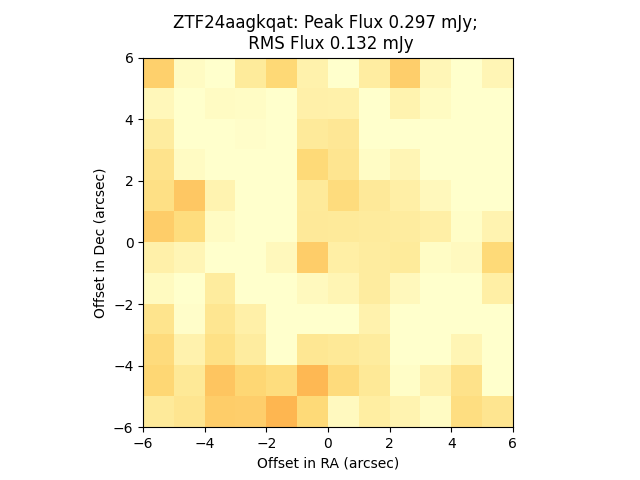 ZTF24aagkqat: Peak Flux 0.297 mJy;
RMS Flux 0.132 mJy
6
4
2
0
−2
−4
−6
Offset in Dec (arcsec)
−6 −4 −2 0 2 4 6
Offset in RA (arcsec)